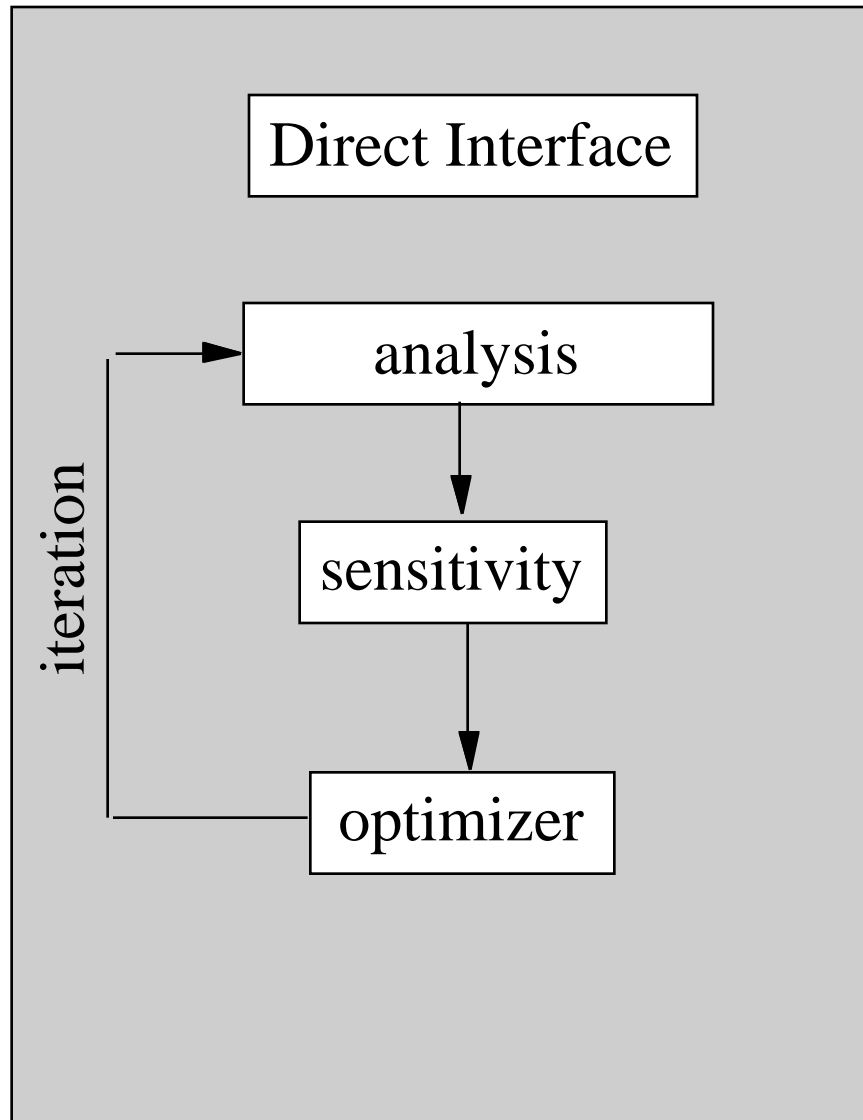 Direct Interface
analysis
iteration
sensitivity
optimizer